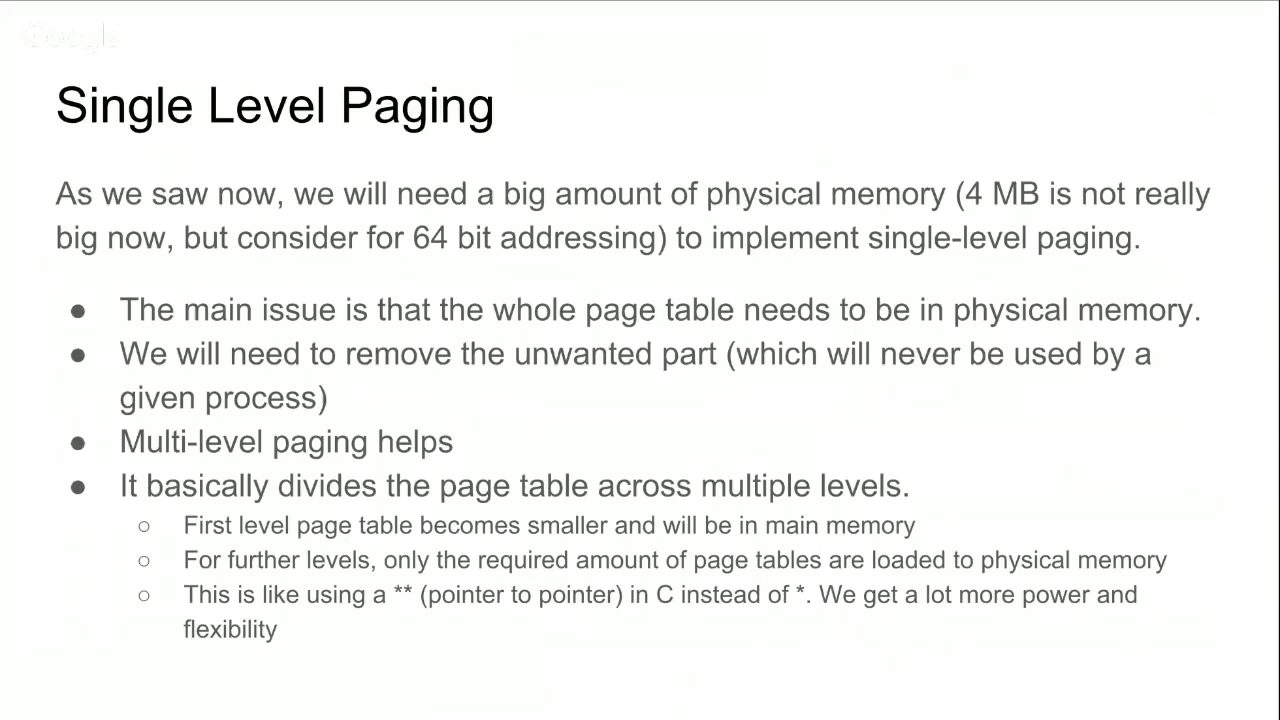 Google
Single Level Paging
As we saw now, we will need a big amount of physical memory (4 MB is not really
big now, but consider for 64 bit addressing) to implement single-level paging.
● The main issue is that the whole page table needs to be in physical memory.
● We will need to remove the unwanted part (which will never be used by a
given process)
● Multi-level paging helps
● It basically divides the page table across multiple levels.
○ First level page table becomes smaller and will be in main memory
○ For further levels, only the required amount of page tables are loaded to physical memory
○ This is like using a ** (pointer to pointer) in C instead of *. We get a lot more power and
flexibility